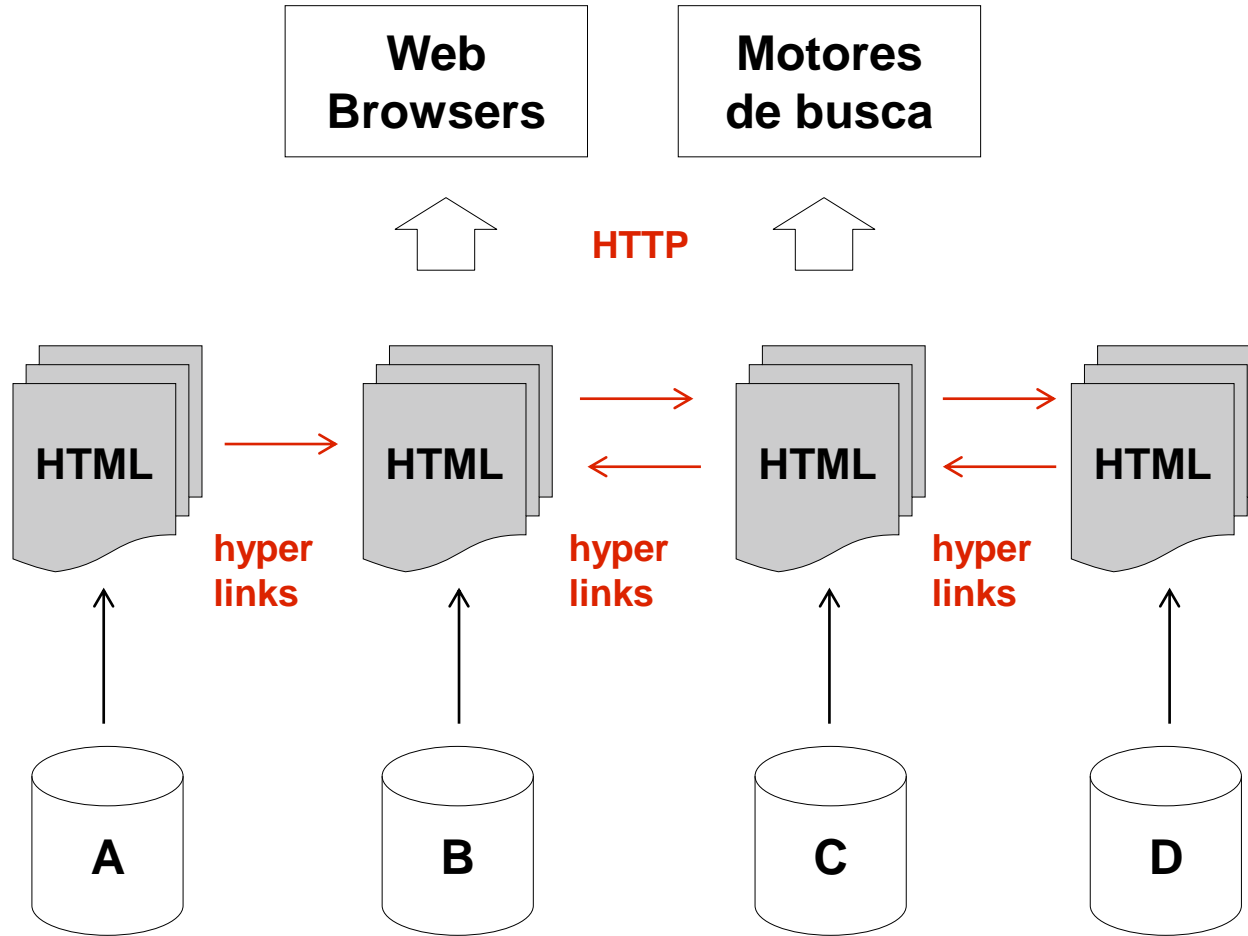 Web
Browsers
Motores
de busca
HTTP
HTML
HTML
HTML
HTML
hyper
links
hyper
links
hyper
links
A
B
C
D